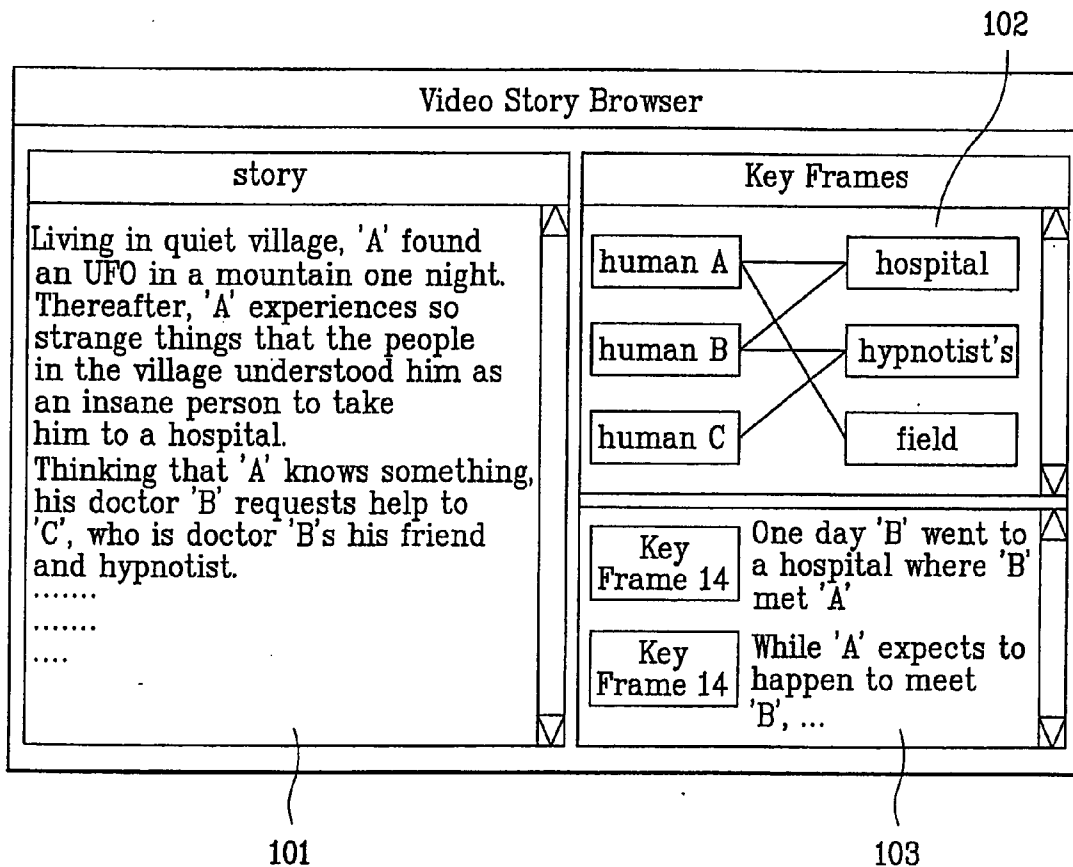 102
Video Story Browser
story
Living in quiet village, 'A' found
an UFO in a mountain one night.
Thereafter, 'A' experiences so
strange things that the people
in the village understood him as
an insane person to take
him to a hospital.
Thinking that 'A' knows something,
his doctor 'B' requests help to
'C', who is doctor 'B's his friend
and hypnotist.
.......
.......
....
Key Frames
human A
hospital
human B
hypnotist's
human C
field
Key
Frame 14
One day 'B' went to
a hospital where 'B'
met 'A'
Key
Frame 14
While 'A' expects to
happen to meet
'B', ...
101
103